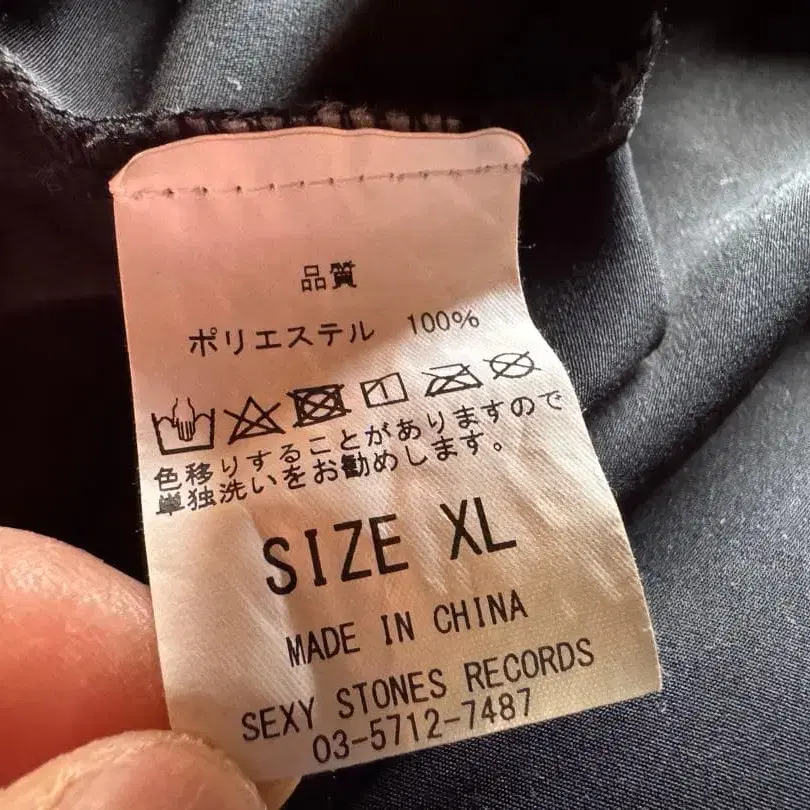 品質
ポリエステル 100%
色移りすることがありますので
単独洗いをお勧めします。
SIZE XL
MADE IN CHINA
SEXY STONES RECORDS
03-5712-7487